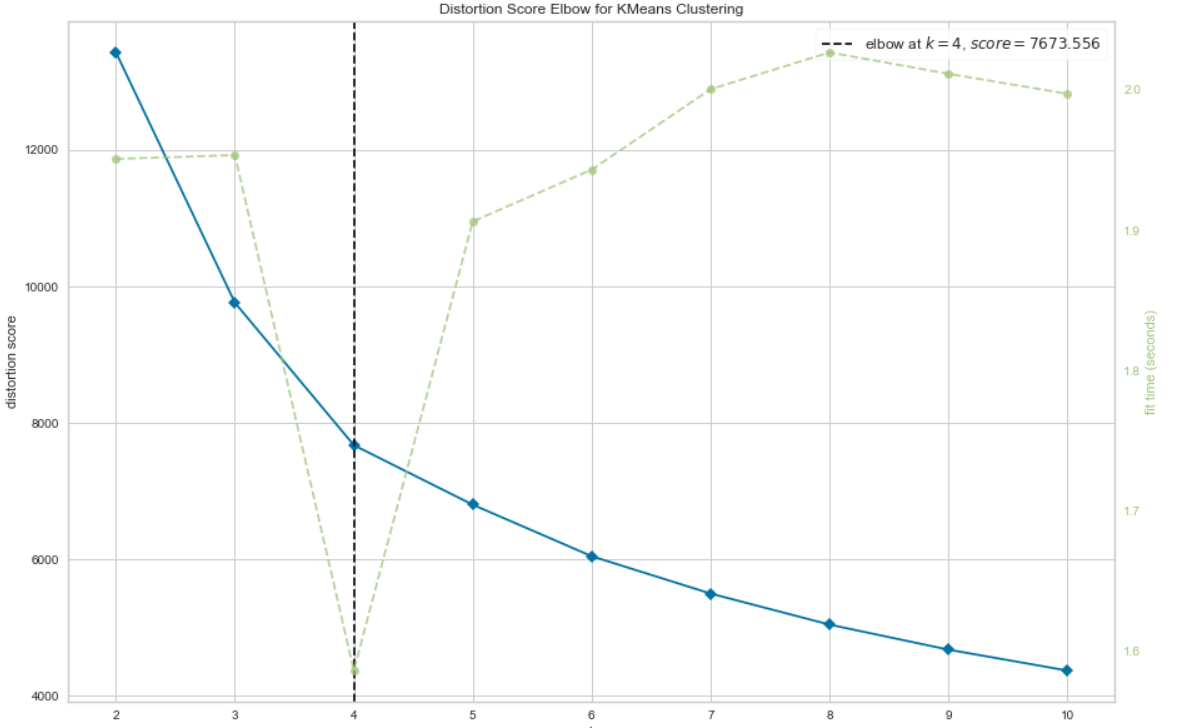 Distortion Score Elbow for KMeans Clustering
elbow at k = 4, score = 7673.556
distortion score
12000
10000
8000
6000
4000
2 3 4 5 6 7 8 9 10
2.0
1.9
1.8
1.7
1.6
fit time (seconds)